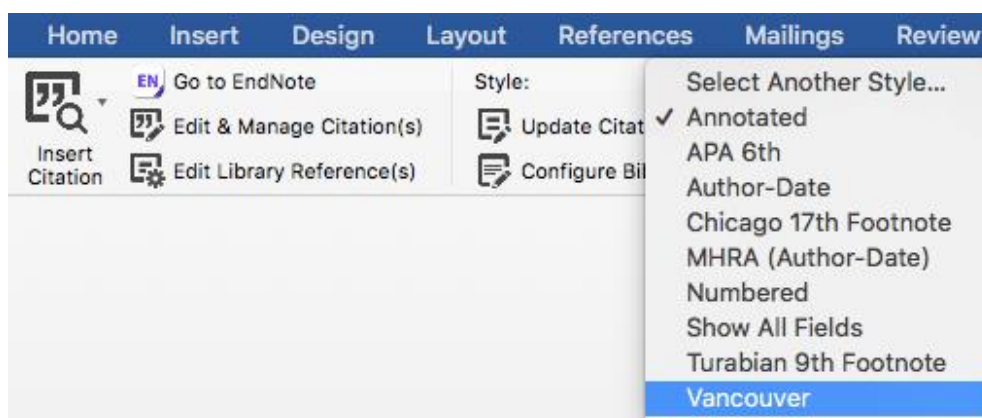 Home Insert Design Layout References Mailings Review
Insert
Citation
EN Go to EndNote
Edit & Manage Citation(s)
Edit Library Reference(s)
Style:
Update Citat
Configure Bil
Select Another Style...
✓ Annotated
APA 6th
Author-Date
Chicago 17th Footnote
MHRA (Author-Date)
Numbered
Show All Fields
Turabian 9th Footnote
Vancouver